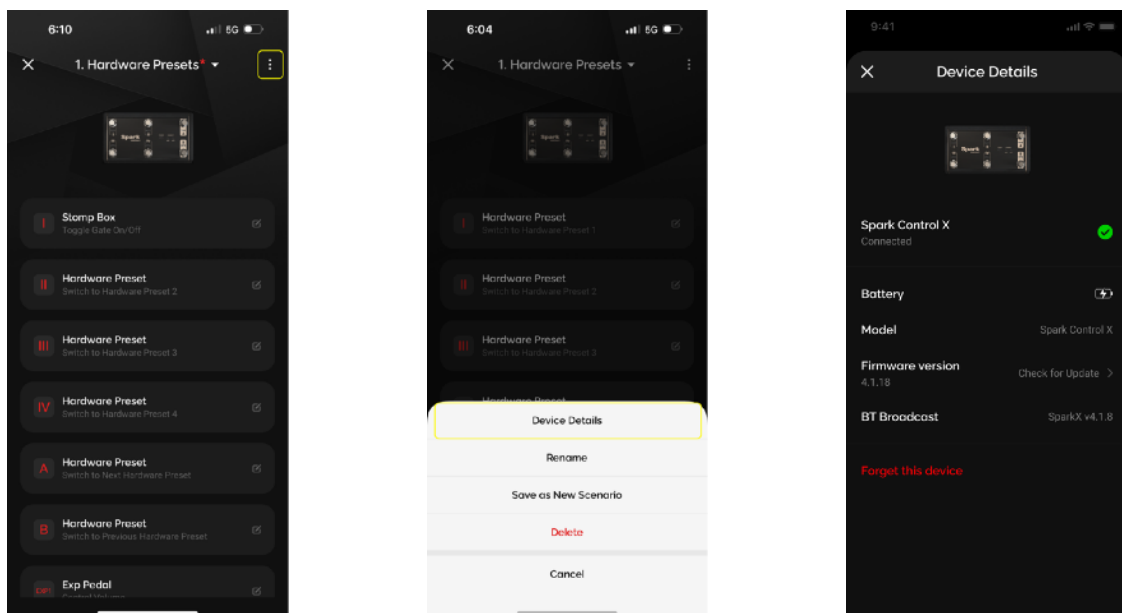 6:10
5G
1. Hardware Presets*
Spark
I
Stomp Box
Toggle Gate On/Off
II
Hardware Preset
Switch to Hardware Preset 2
III
Hardware Preset
Switch to Hardware Preset 3
IV
Hardware Preset
Switch to Hardware Preset 4
A
Hardware Preset
Switch to Next Hardware Preset
B
Hardware Preset
Switch to Previous Hardware Preset
EXP1
Exp Pedal
Control Volume
6:04
5G
1. Hardware Presets
Spark
I
Hardware Preset
Switch to Hardware Preset 1
II
Hardware Preset
Switch to Hardware Preset 2
III
Hardware Preset
Switch to Hardware Preset 3
Hardware Preset
Device Details
Rename
Save as New Scenario
Delete
Cancel
9:41
Device Details
Spark
Spark Control X
Connected
Battery
Model
Spark Control X
Firmware version
4.1.18
Check for Update >
BT Broadcast
SparkX v4.1.8
Forget this device